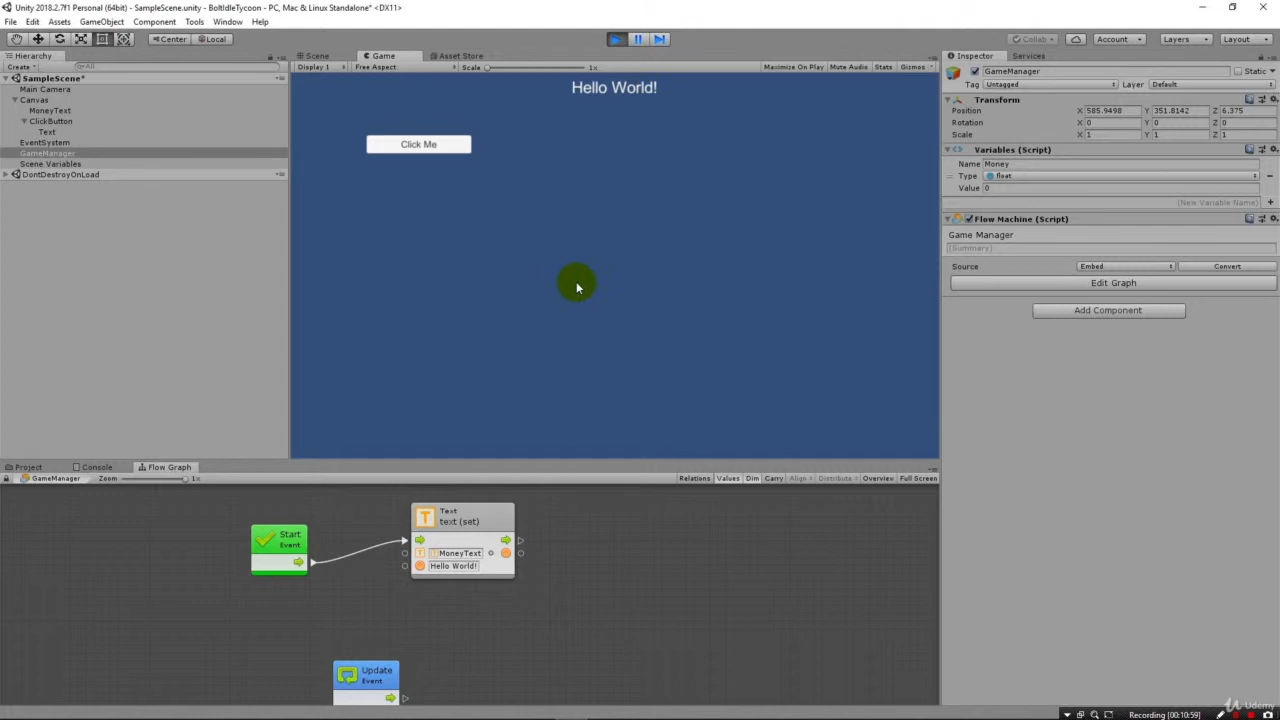 Unity 2018.2.7f1 Personal (64bit) - SampleScene.unity - BoltIdleTycoon - PC, Mac & Linux Standalone* <DX11>
File Edit Assets GameObject Component Tools Window Help
Center Local Collab Account Layers Layout
Hierarchy Scene Game Asset Store Inspector Services
Create All Display 1 Free Aspect Scale 1x Maximize On Play Mute Audio Stats Gizmos GameManager Static
SampleScene*
Main Camera
Canvas
MoneyText
ClickButton
Text
EventSystem
GameManager
Scene Variables
DontDestroyOnLoad
Hello World!
Click Me
Tag Untagged Layer Default
Transform
Position X 585.9498 Y 351.8142 Z 6.375
Rotation X 0 Y 0 Z 0
Scale X 1 Y 1 Z 1
Variables (Script)
Name Money
Type float
Value 0
(New Variable Name)
Flow Machine (Script)
Game Manager
(Summary)
Source Embed Convert
Edit Graph
Add Component
Project Console Flow Graph
GameManager Zoom 1x Relations Values Dim Carry Align Distribute Overview Full Screen
Start
Event
Text
text (set)
MoneyText
Hello World!
Update
Event
Udemy
Recording [00:10:59]